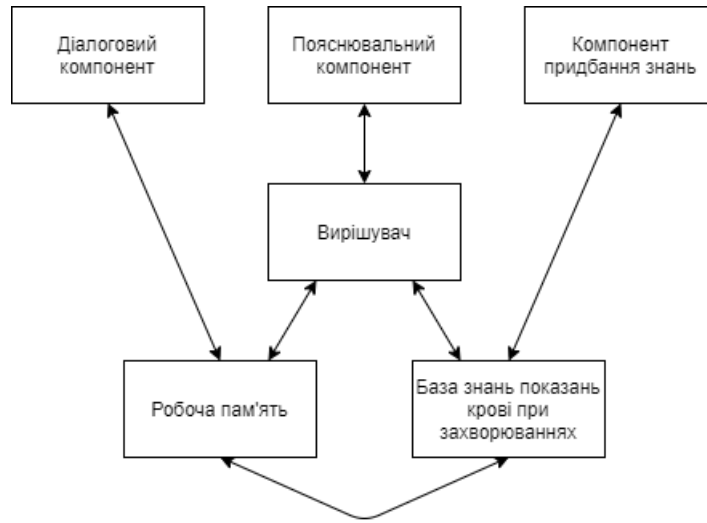 Діалоговий
компонент
Пояснювальний
компонент
Компонент
придбання знань
Вирішувач
Робоча пам'ять
База знань показань
крові при
захворюваннях